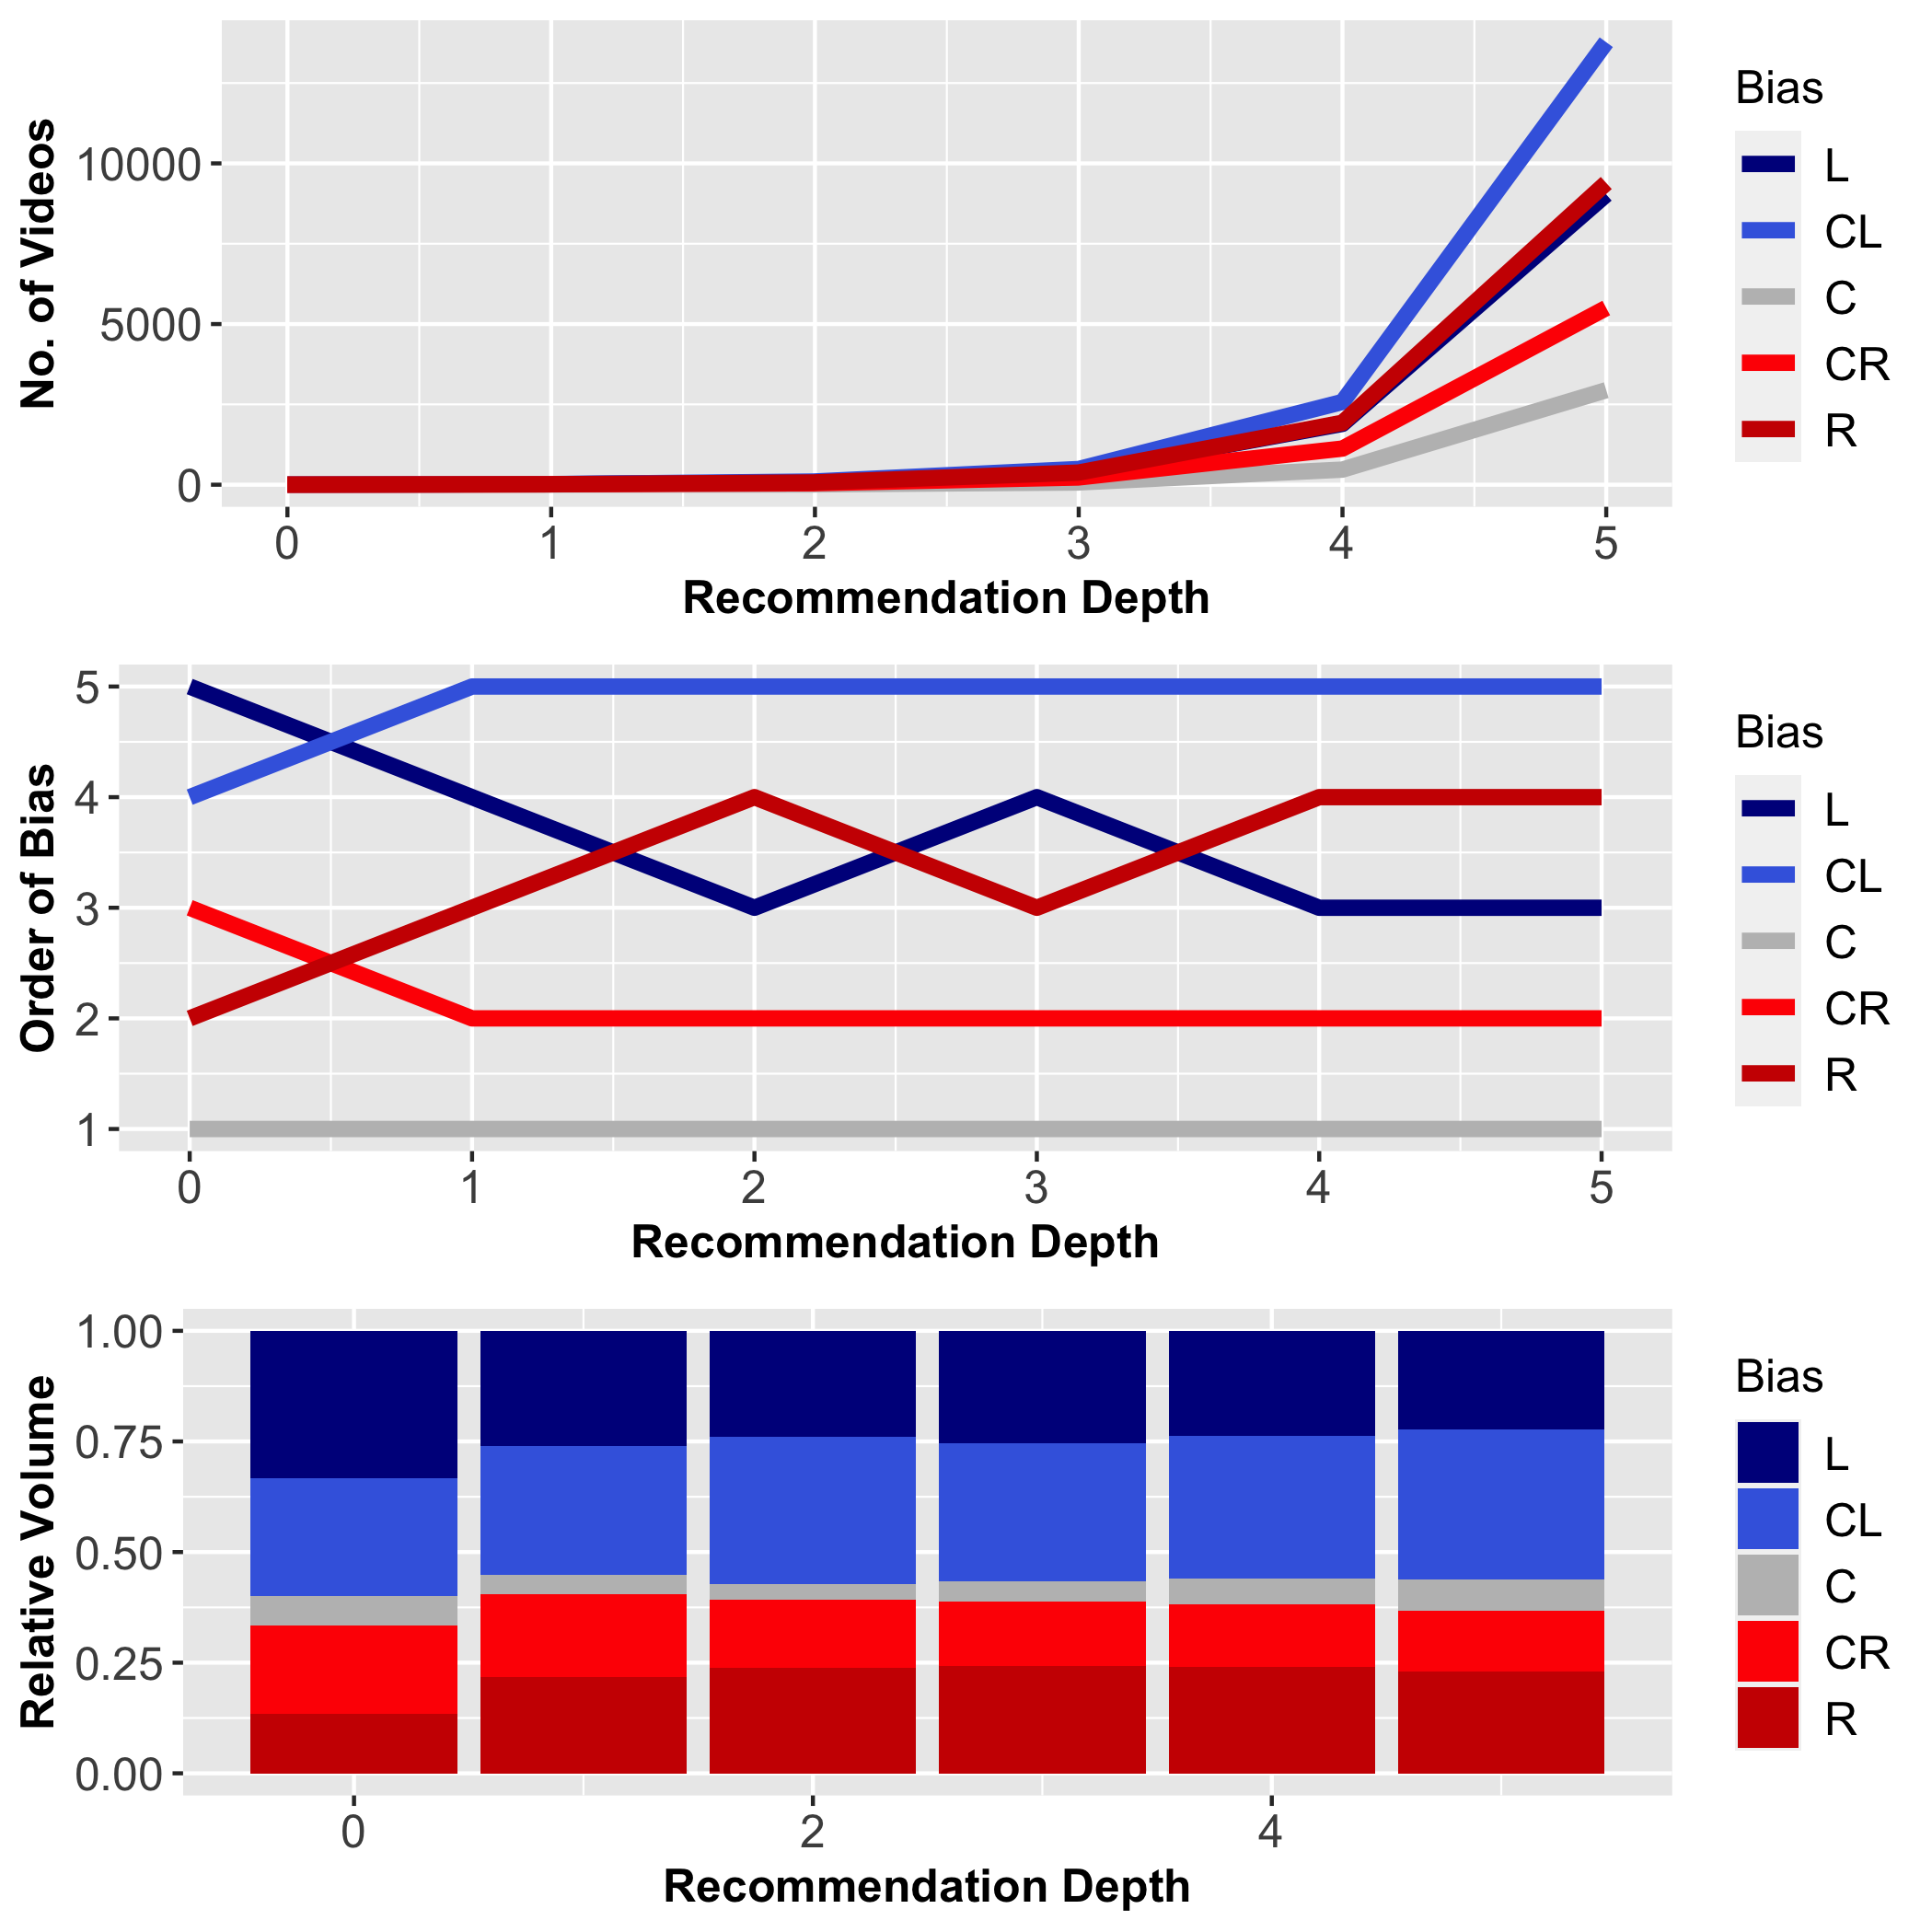 No. of Videos
10000
5000
0
0 1 2 3 4 5
Recommendation Depth
Bias
L
CL
C
CR
R
Order of Bias
5
4
3
2
1
0 1 2 3 4 5
Recommendation Depth
Bias
L
CL
C
CR
R
Relative Volume
1.00
0.75
0.50
0.25
0.00
0 2 4
Recommendation Depth
Bias
L
CL
C
CR
R